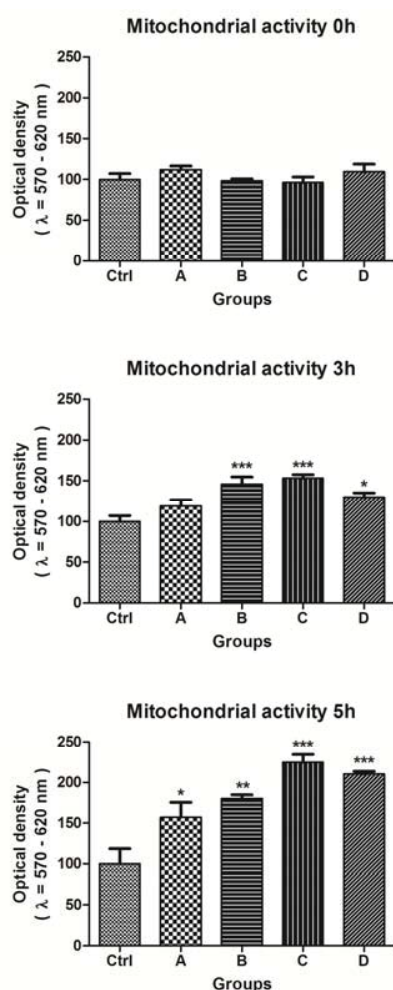 Mitochondrial activity 0h
Optical density
( λ = 570 - 620 nm )
250
200
150
100
50
0
Ctrl A B C D
Groups
Mitochondrial activity 3h
Optical density
( λ = 570 - 620 nm )
250
200
150
100
50
0
*** *** *
Ctrl A B C D
Groups
Mitochondrial activity 5h
Optical density
( λ = 570 - 620 nm )
250
200
150
100
50
0
* ** *** ***
Ctrl A B C D
Groups